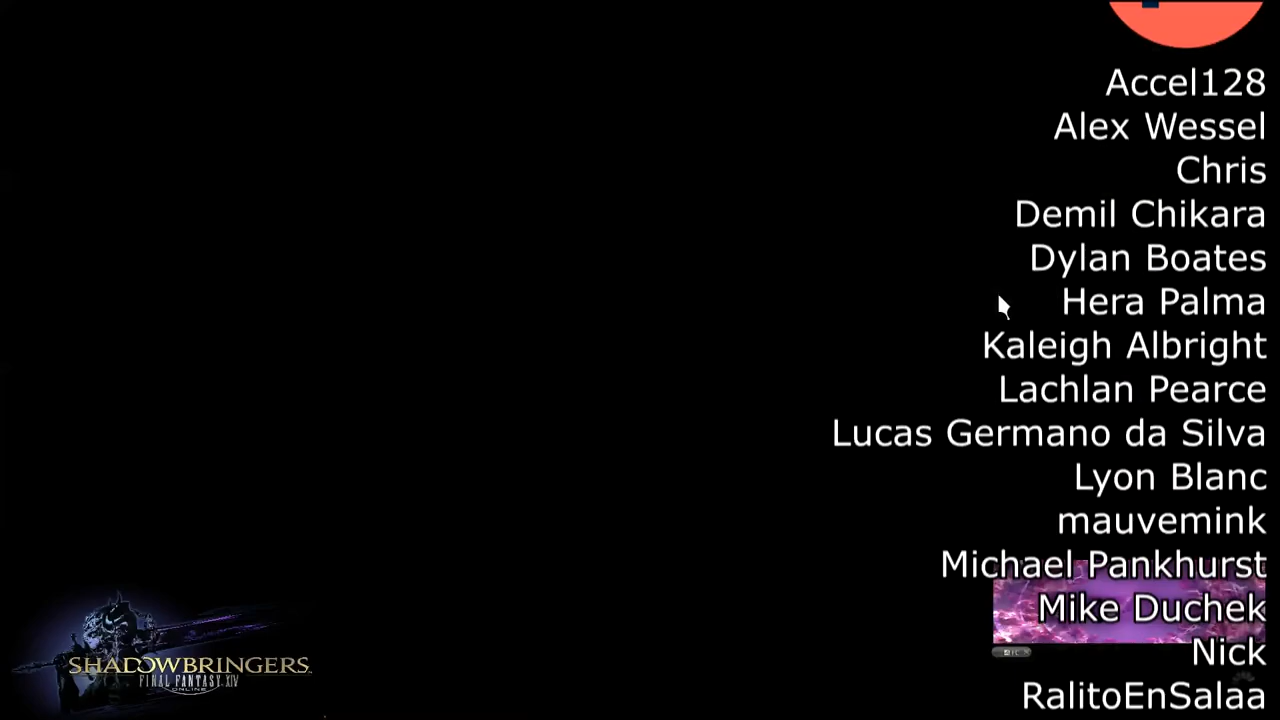 Accel128
Alex Wessel
Chris
Demil Chikara
Dylan Boates
Hera Palma
Kaleigh Albright
Lachlan Pearce
Lucas Germano da Silva
Lyon Blanc
mauvemink
Michael Pankhurst
Mike Duchek
Nick
RalitoEnSalaa
SHADOWBRINGERS
FINAL FANTASY XIV
ONLINE